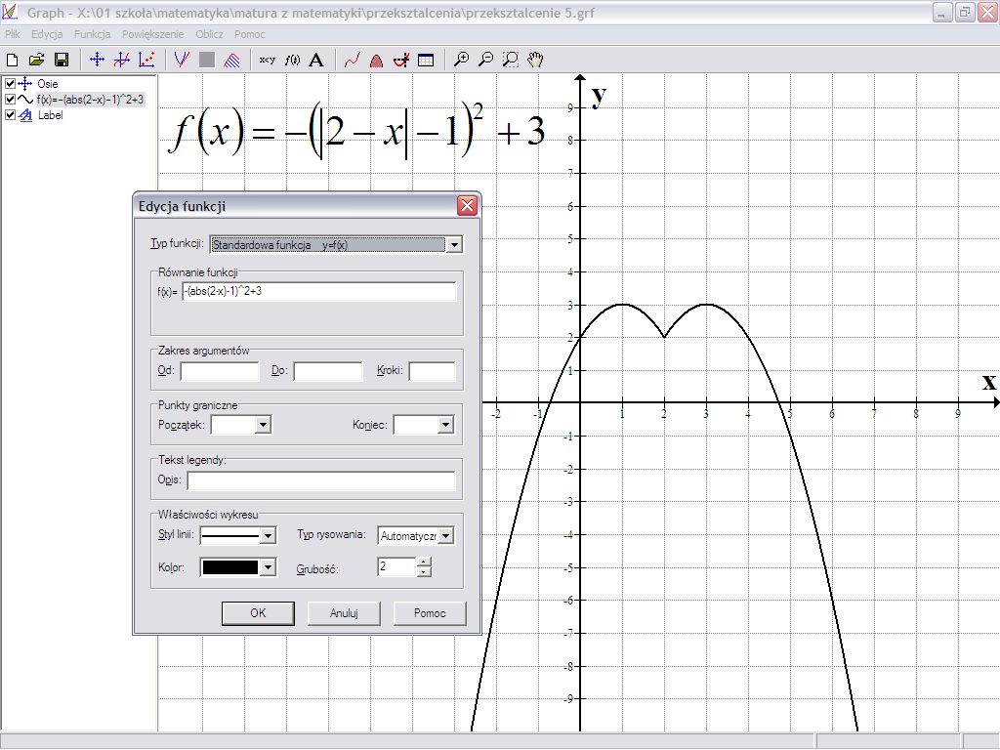 Graph - X:\01 szkoła\matematyka\matura z matematyki\przeksztalcenia\przeksztalcenie 5.grf
Plik Edycja Funkcja Powiększenie Oblicz Pomoc
x<y f(x) A
Osie
f(x)=-(abs(2-x)-1)^2+3
Label
f(x) = -(|2 - x| - 1)² + 3
Edycja funkcji
Typ funkcji: Standardowa funkcja y=f(x)
Równanie funkcji
f(x)= -(abs(2-x)-1)^2+3
Zakres argumentów
Od: Do: Kroki:
Punkty graniczne
Początek: Koniec:
Tekst legendy:
Opis:
Właściwości wykresu
Styl linii: Typ rysowania: Automatyczn
Kolor: Grubość: 2
OK Anuluj Pomoc
y
9
8
7
6
5
4
3
2
1
x
-2 -1 1 2 3 4 5 6 7 8 9
-1
-2
-3
-4
-5
-6
-7
-8
-9